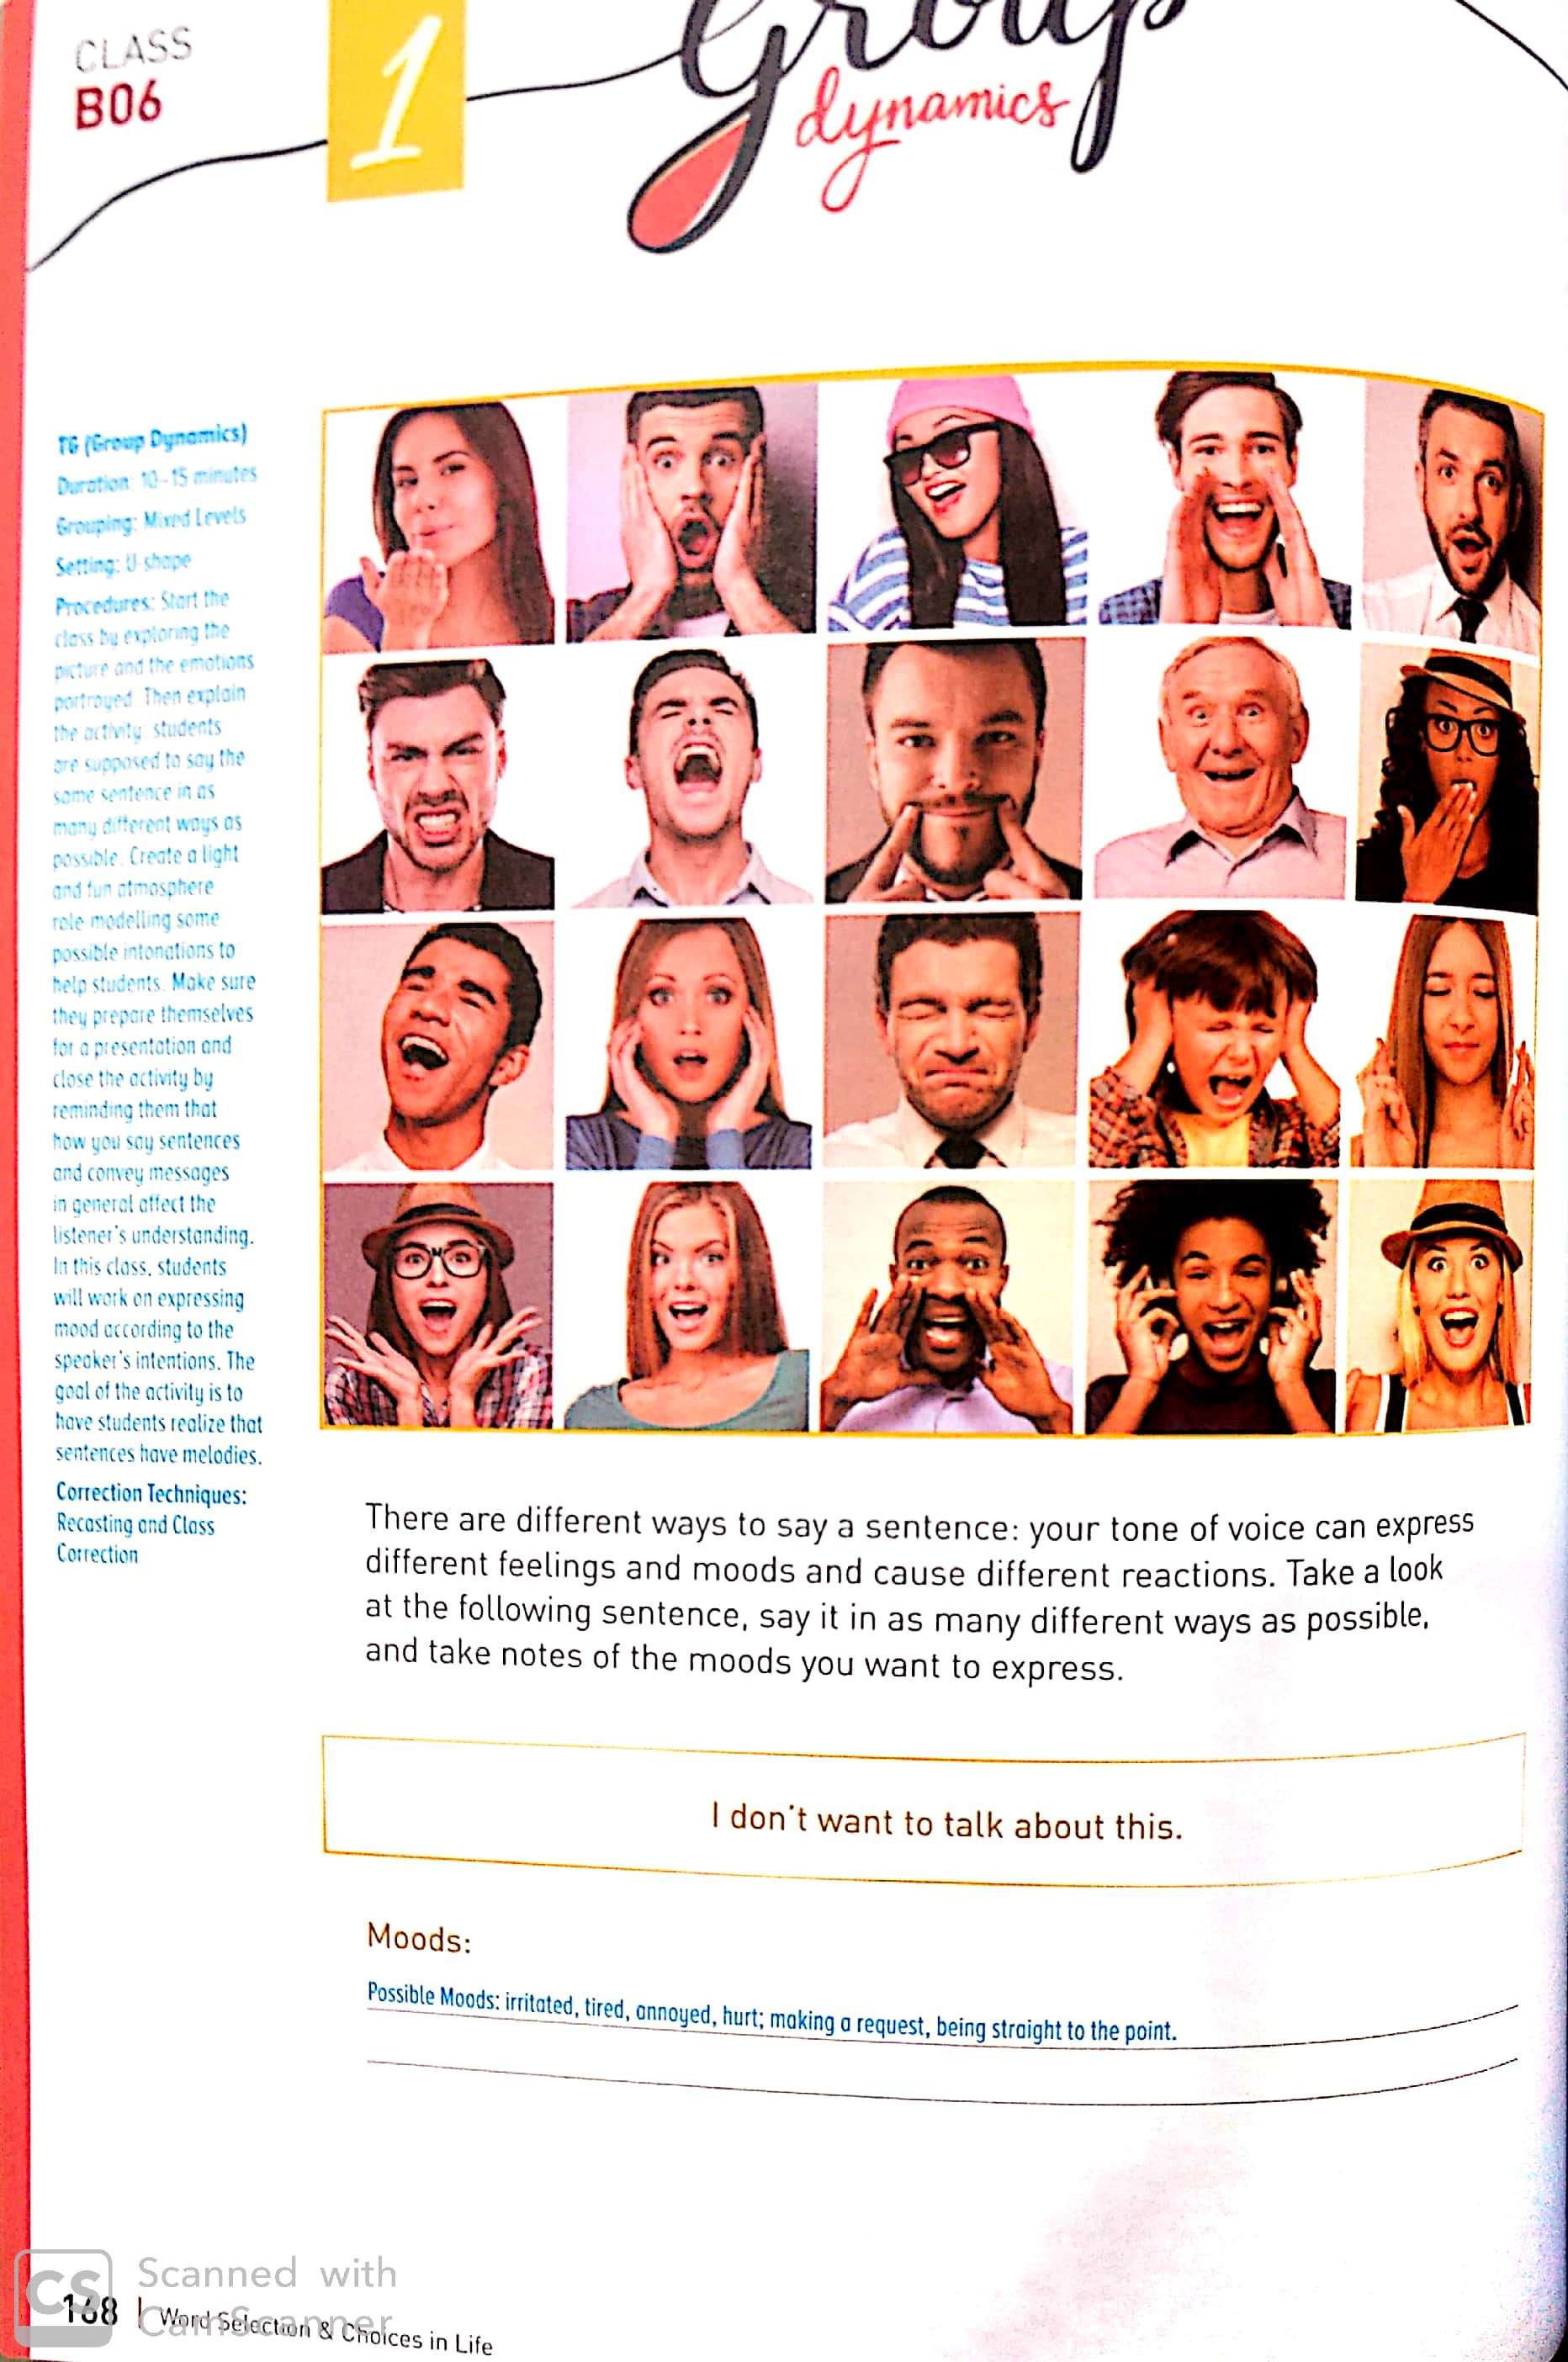 CLASS
B06
1
Group
dynamics
TG (Group Dynamics)
Duration: 10-15 minutes
Grouping: Mixed Levels
Setting: U shape
Procedures: Start the
class by exploring the
picture and the emotions
portrayed. Then explain
the activity: students
are supposed to say the
same sentence in as
many different ways as
possible. Create a light
and fun atmosphere
role modelling some
possible intonations to
help students. Make sure
they prepare themselves
for a presentation and
close the activity by
reminding them that
how you say sentences
and convey messages
in general affect the
listener's understanding.
In this class, students
will work on expressing
mood according to the
speaker's intentions. The
goal of the activity is to
have students realize that
sentences have melodies.
Correction Techniques:
Recasting and Class
Correction
There are different ways to say a sentence: your tone of voice can express
different feelings and moods and cause different reactions. Take a look
at the following sentence, say it in as many different ways as possible,
and take notes of the moods you want to express.
I don't want to talk about this.
Moods:
Possible Moods: irritated, tired, annoyed, hurt; making a request, being straight to the point.
CS
Scanned with
CamScanner
168 | Word Selection & Choices in Life